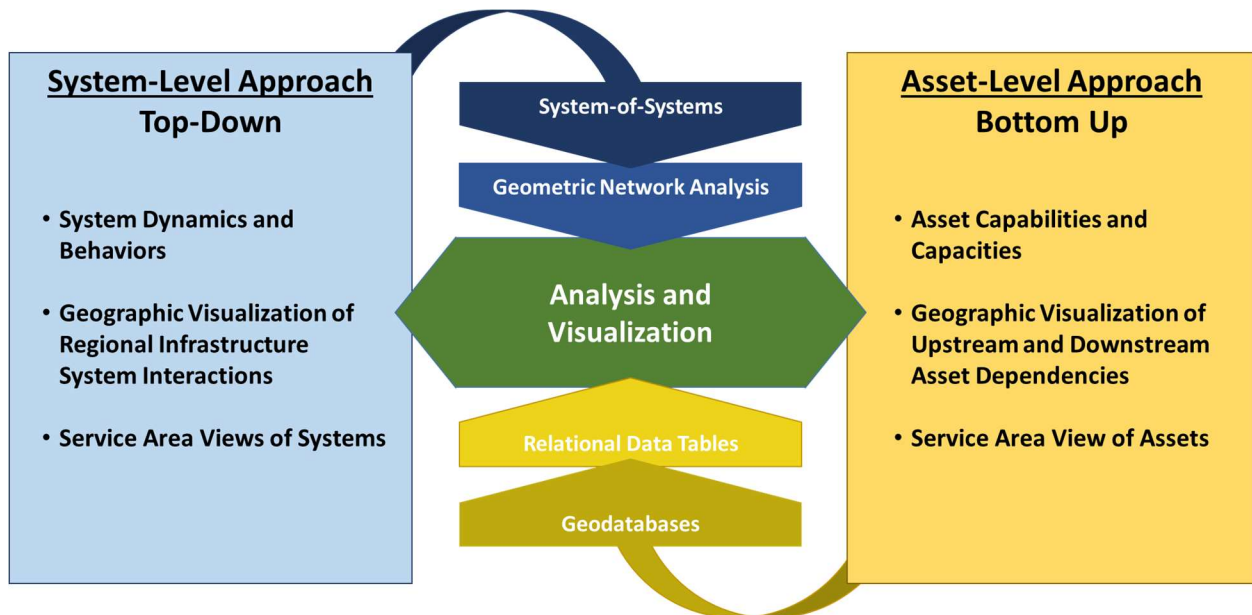 System-Level Approach
Top-Down
• System Dynamics and
Behaviors
• Geographic Visualization of
Regional Infrastructure
System Interactions
• Service Area Views of Systems
System-of-Systems
Geometric Network Analysis
Analysis and
Visualization
Relational Data Tables
Geodatabases
Asset-Level Approach
Bottom Up
• Asset Capabilities and
Capacities
• Geographic Visualization of
Upstream and Downstream
Asset Dependencies
• Service Area View of Assets